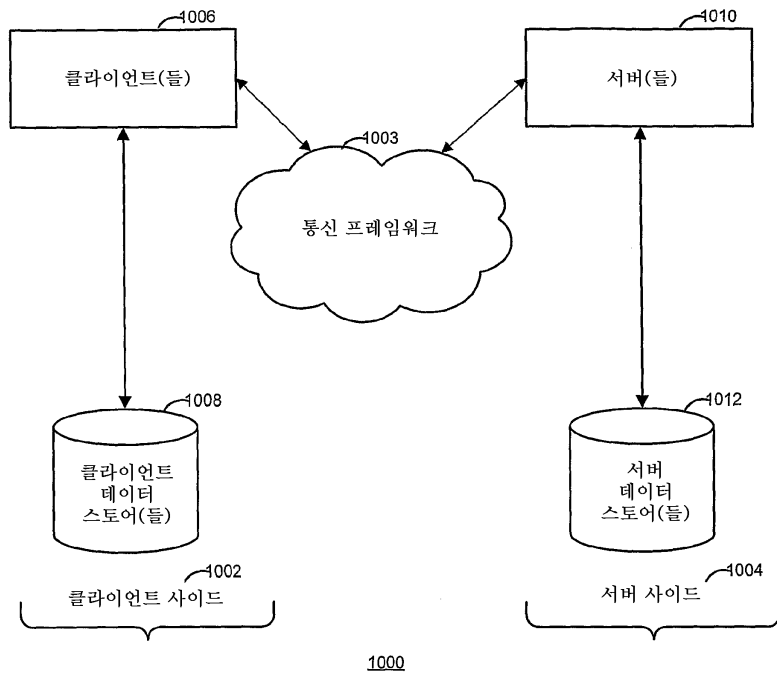 1006
클라이언트(들)
1010
서버(들)
1003
통신 프레임워크
1008
클라이언트
데이터
스토어(들)
1012
서버
데이터
스토어(들)
1002
클라이언트 사이드
1004
서버 사이드
1000